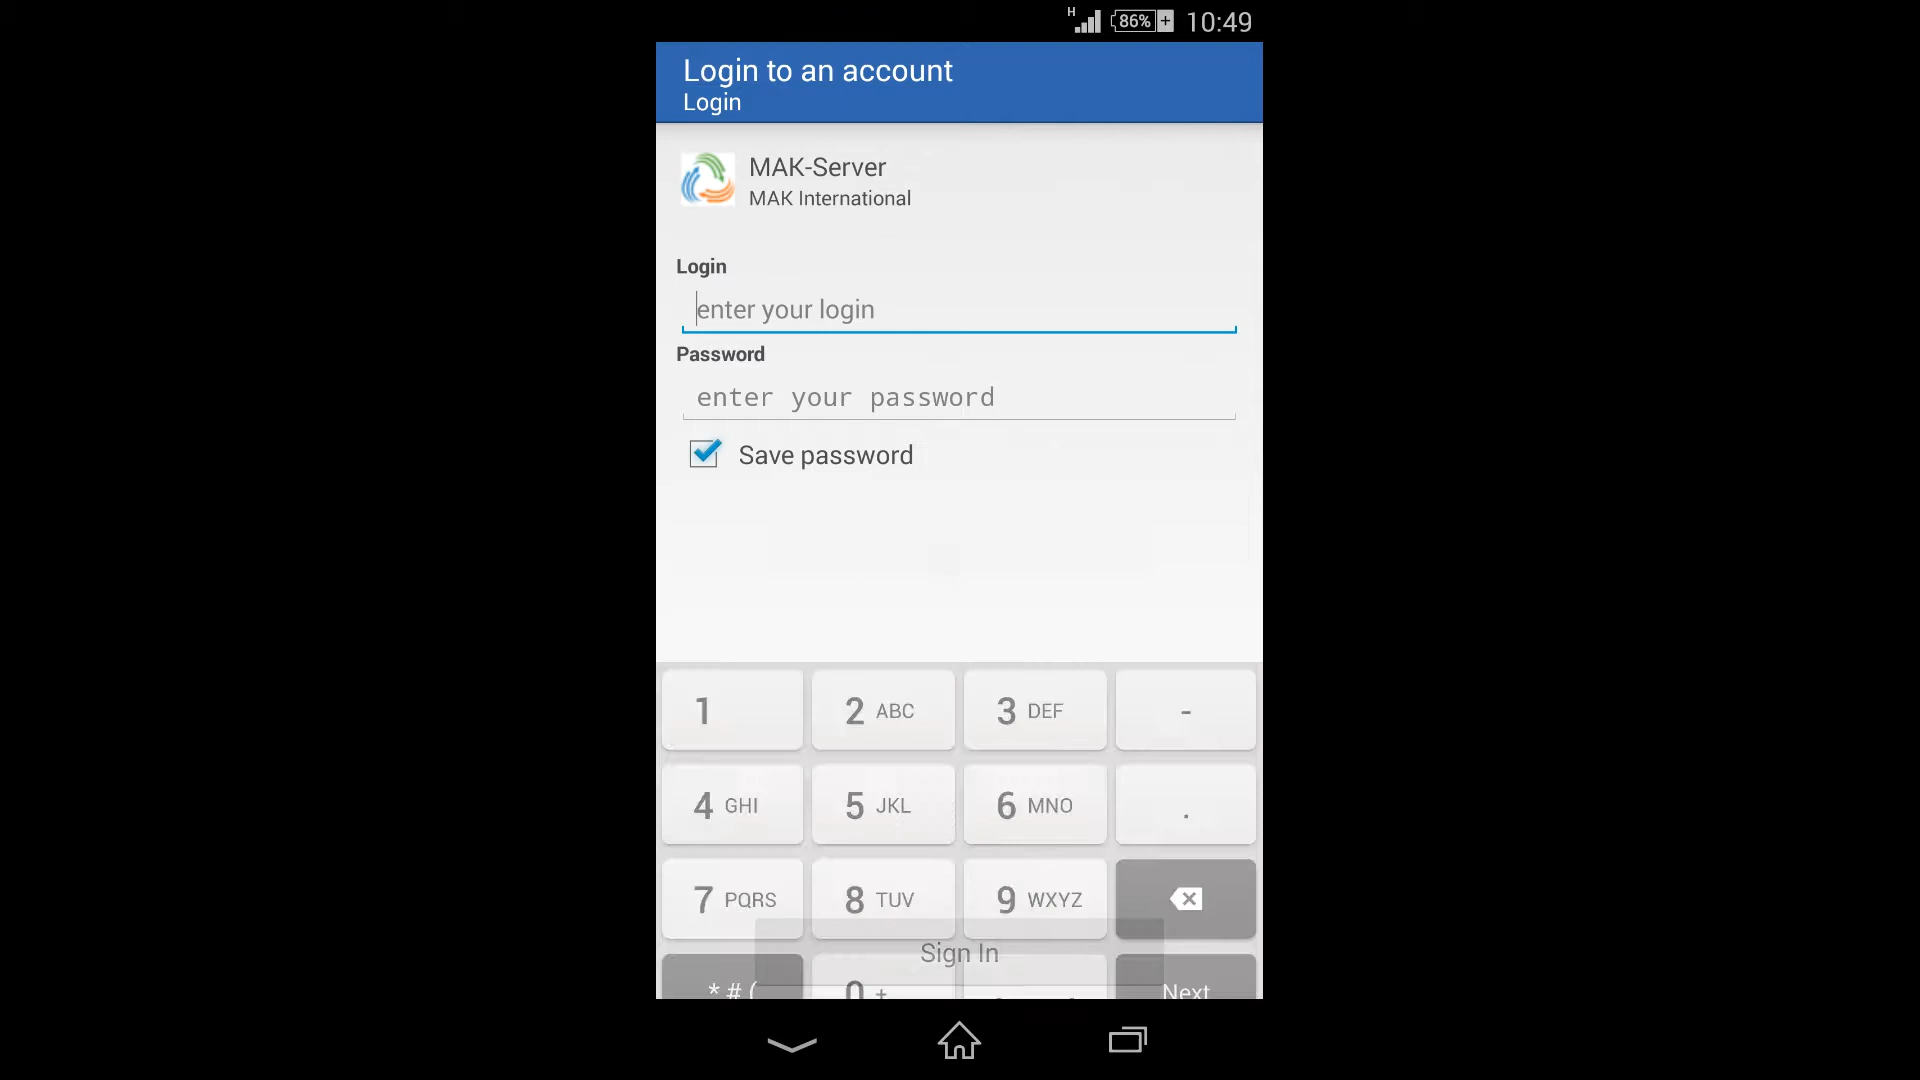 H 86% + 10:49
Login to an account
Login
MAK-Server
MAK International
Login
enter your login
Password
enter your password
Save password
1 2 ABC 3 DEF -
4 GHI 5 JKL 6 MNO .
7 PQRS 8 TUV 9 WXYZ
Sign In
* # ( 0 + Next